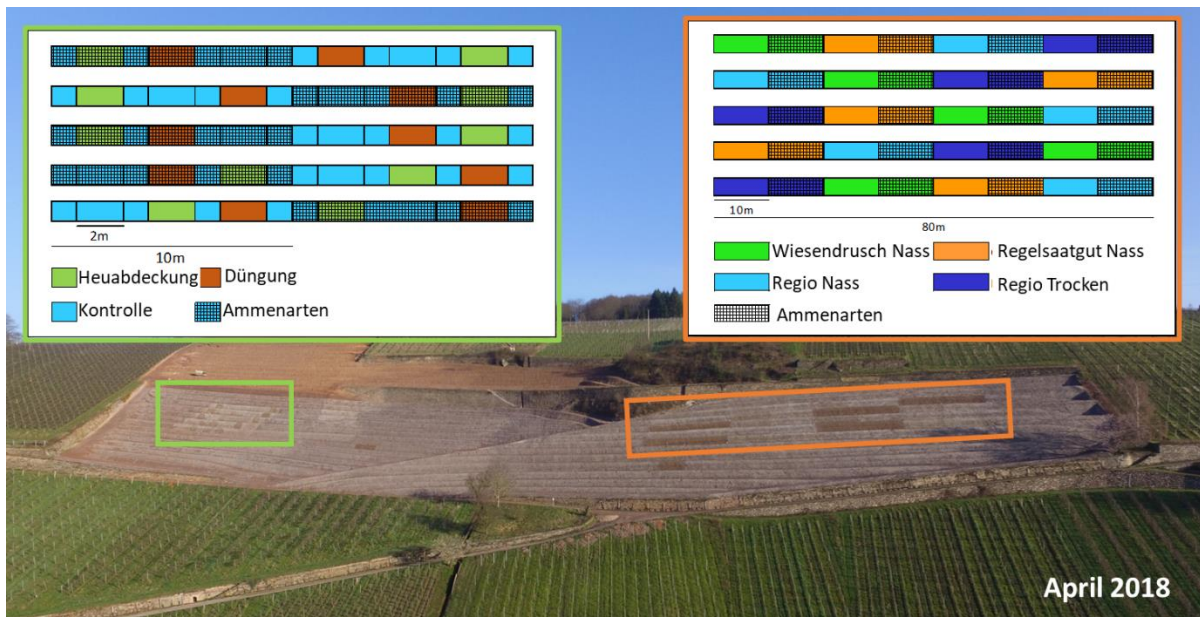 2m
10m
Heuabdeckung
Düngung
Kontrolle
Ammenarten
10m
80m
Wiesendrusch Nass
Regelsaatgut Nass
Regio Nass
Regio Trocken
Ammenarten
April 2018